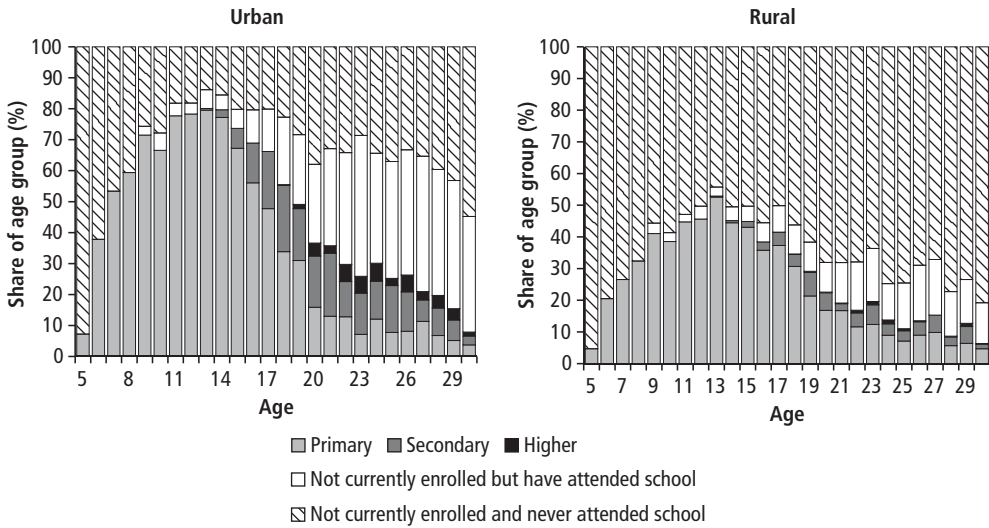 Urban
Rural
Share of age group (%)
100
90
80
70
60
50
40
30
20
10
0
5 8 11 14 17 20 23 26 29
Age
Share of age group (%)
100
90
80
70
60
50
40
30
20
10
0
5 7 9 11 13 15 17 19 21 23 25 27 29
Age
Primary Secondary Higher
Not currently enrolled but have attended school
Not currently enrolled and never attended school